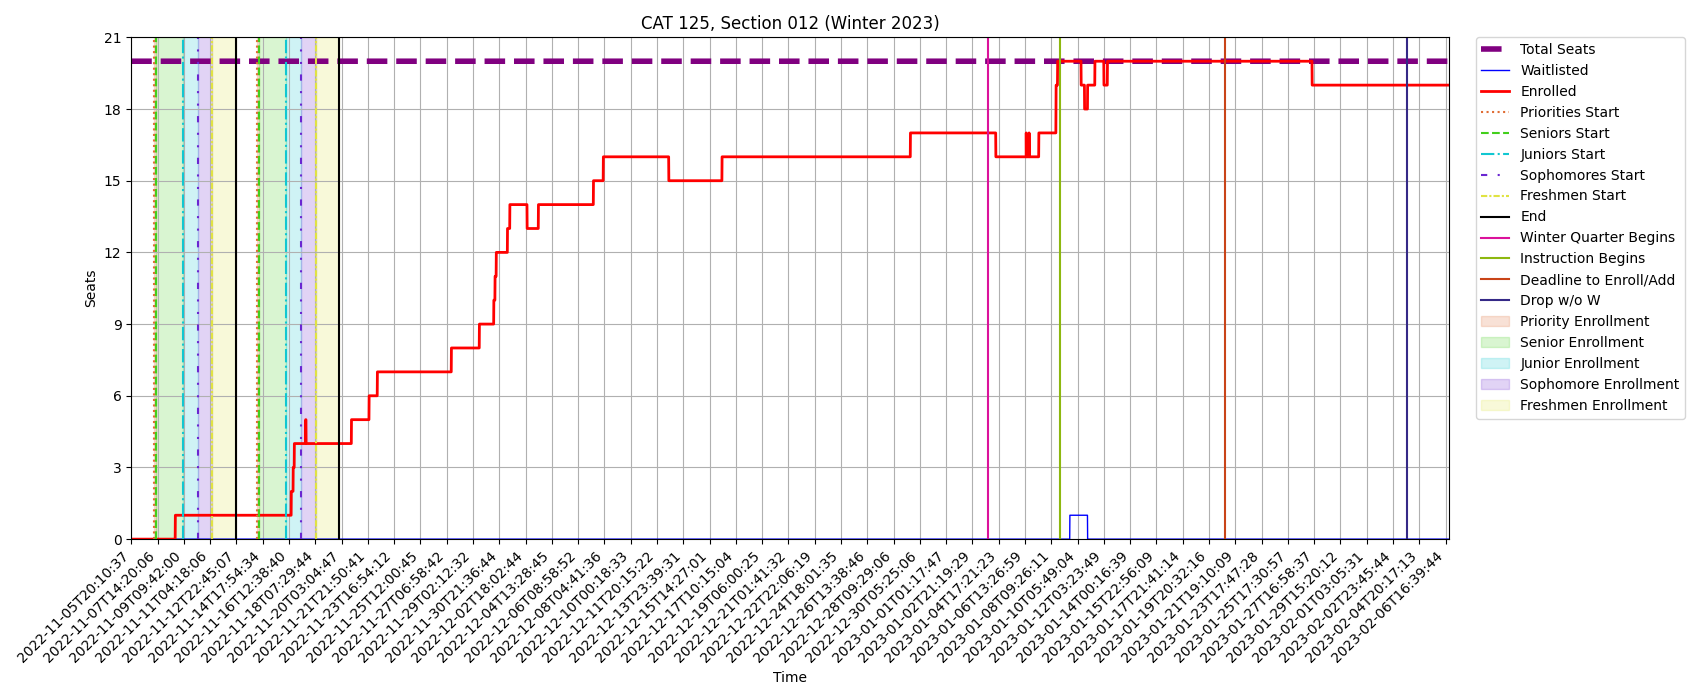 CAT 125, Section 012 (Winter 2023)
Seats
21
18
15
12
9
6
3
0
2022-11-05T20:10:37
2022-11-07T14:20:06
2022-11-09T09:42:00
2022-11-11T04:18:06
2022-11-12T22:45:07
2022-11-14T17:54:34
2022-11-16T12:38:40
2022-11-18T07:29:44
2022-11-20T03:04:47
2022-11-21T21:50:41
2022-11-23T16:54:12
2022-11-25T12:00:45
2022-11-27T06:58:42
2022-11-29T02:12:32
2022-11-30T21:36:44
2022-12-02T18:02:44
2022-12-04T13:28:45
2022-12-06T08:58:52
2022-12-08T04:41:36
2022-12-10T00:18:33
2022-12-11T20:15:22
2022-12-13T23:39:31
2022-12-15T14:27:01
2022-12-17T10:15:04
2022-12-19T06:00:25
2022-12-21T01:41:32
2022-12-22T22:06:19
2022-12-24T18:01:35
2022-12-26T13:38:46
2022-12-28T09:29:06
2022-12-30T05:25:06
2023-01-01T01:17:47
2023-01-02T21:19:29
2023-01-04T17:21:23
2023-01-06T13:26:59
2023-01-08T09:26:11
2023-01-10T05:49:04
2023-01-12T03:23:49
2023-01-14T00:16:39
2023-01-15T22:56:09
2023-01-17T21:41:14
2023-01-19T20:32:16
2023-01-21T19:10:09
2023-01-23T17:47:28
2023-01-25T17:30:57
2023-01-27T16:58:37
2023-01-29T15:20:12
2023-02-01T03:05:31
2023-02-02T23:45:44
2023-02-04T20:17:13
2023-02-06T16:39:44
Time
Total Seats
Waitlisted
Enrolled
Priorities Start
Seniors Start
Juniors Start
Sophomores Start
Freshmen Start
End
Winter Quarter Begins
Instruction Begins
Deadline to Enroll/Add
Drop w/o W
Priority Enrollment
Senior Enrollment
Junior Enrollment
Sophomore Enrollment
Freshmen Enrollment